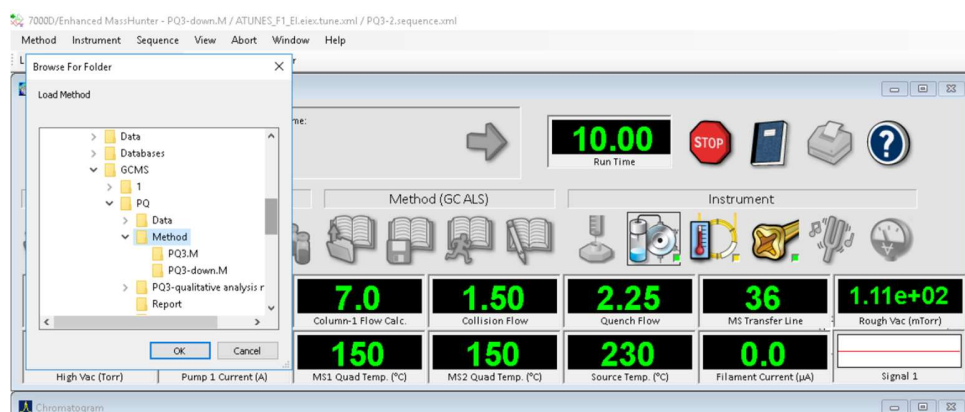 7000D/Enhanced MassHunter - PQ3-down.M / ATUNES_F1_EI.eiex.tune.xml / PQ3-2.sequence.xml
Method Instrument Sequence View Abort Window Help
Browse For Folder
Load Method
Data
Databases
GCMS
1
PQ
Data
Method
PQ3.M
PQ3-down.M
PQ3-qualitative analysis r
Report
OK Cancel
me:
10.00
Run Time
STOP
?
Method (GC ALS) Instrument
7.0 1.50 2.25 36 1.11e+02
Column-1 Flow Calc. Collision Flow Quench Flow MS Transfer Line Rough Vac (mTorr)
150 150 230 0.0
High Vac (Torr) Pump 1 Current (A) MS1 Quad Temp. (°C) MS2 Quad Temp. (°C) Source Temp. (°C) Filament Current (µA) Signal 1
Chromatogram